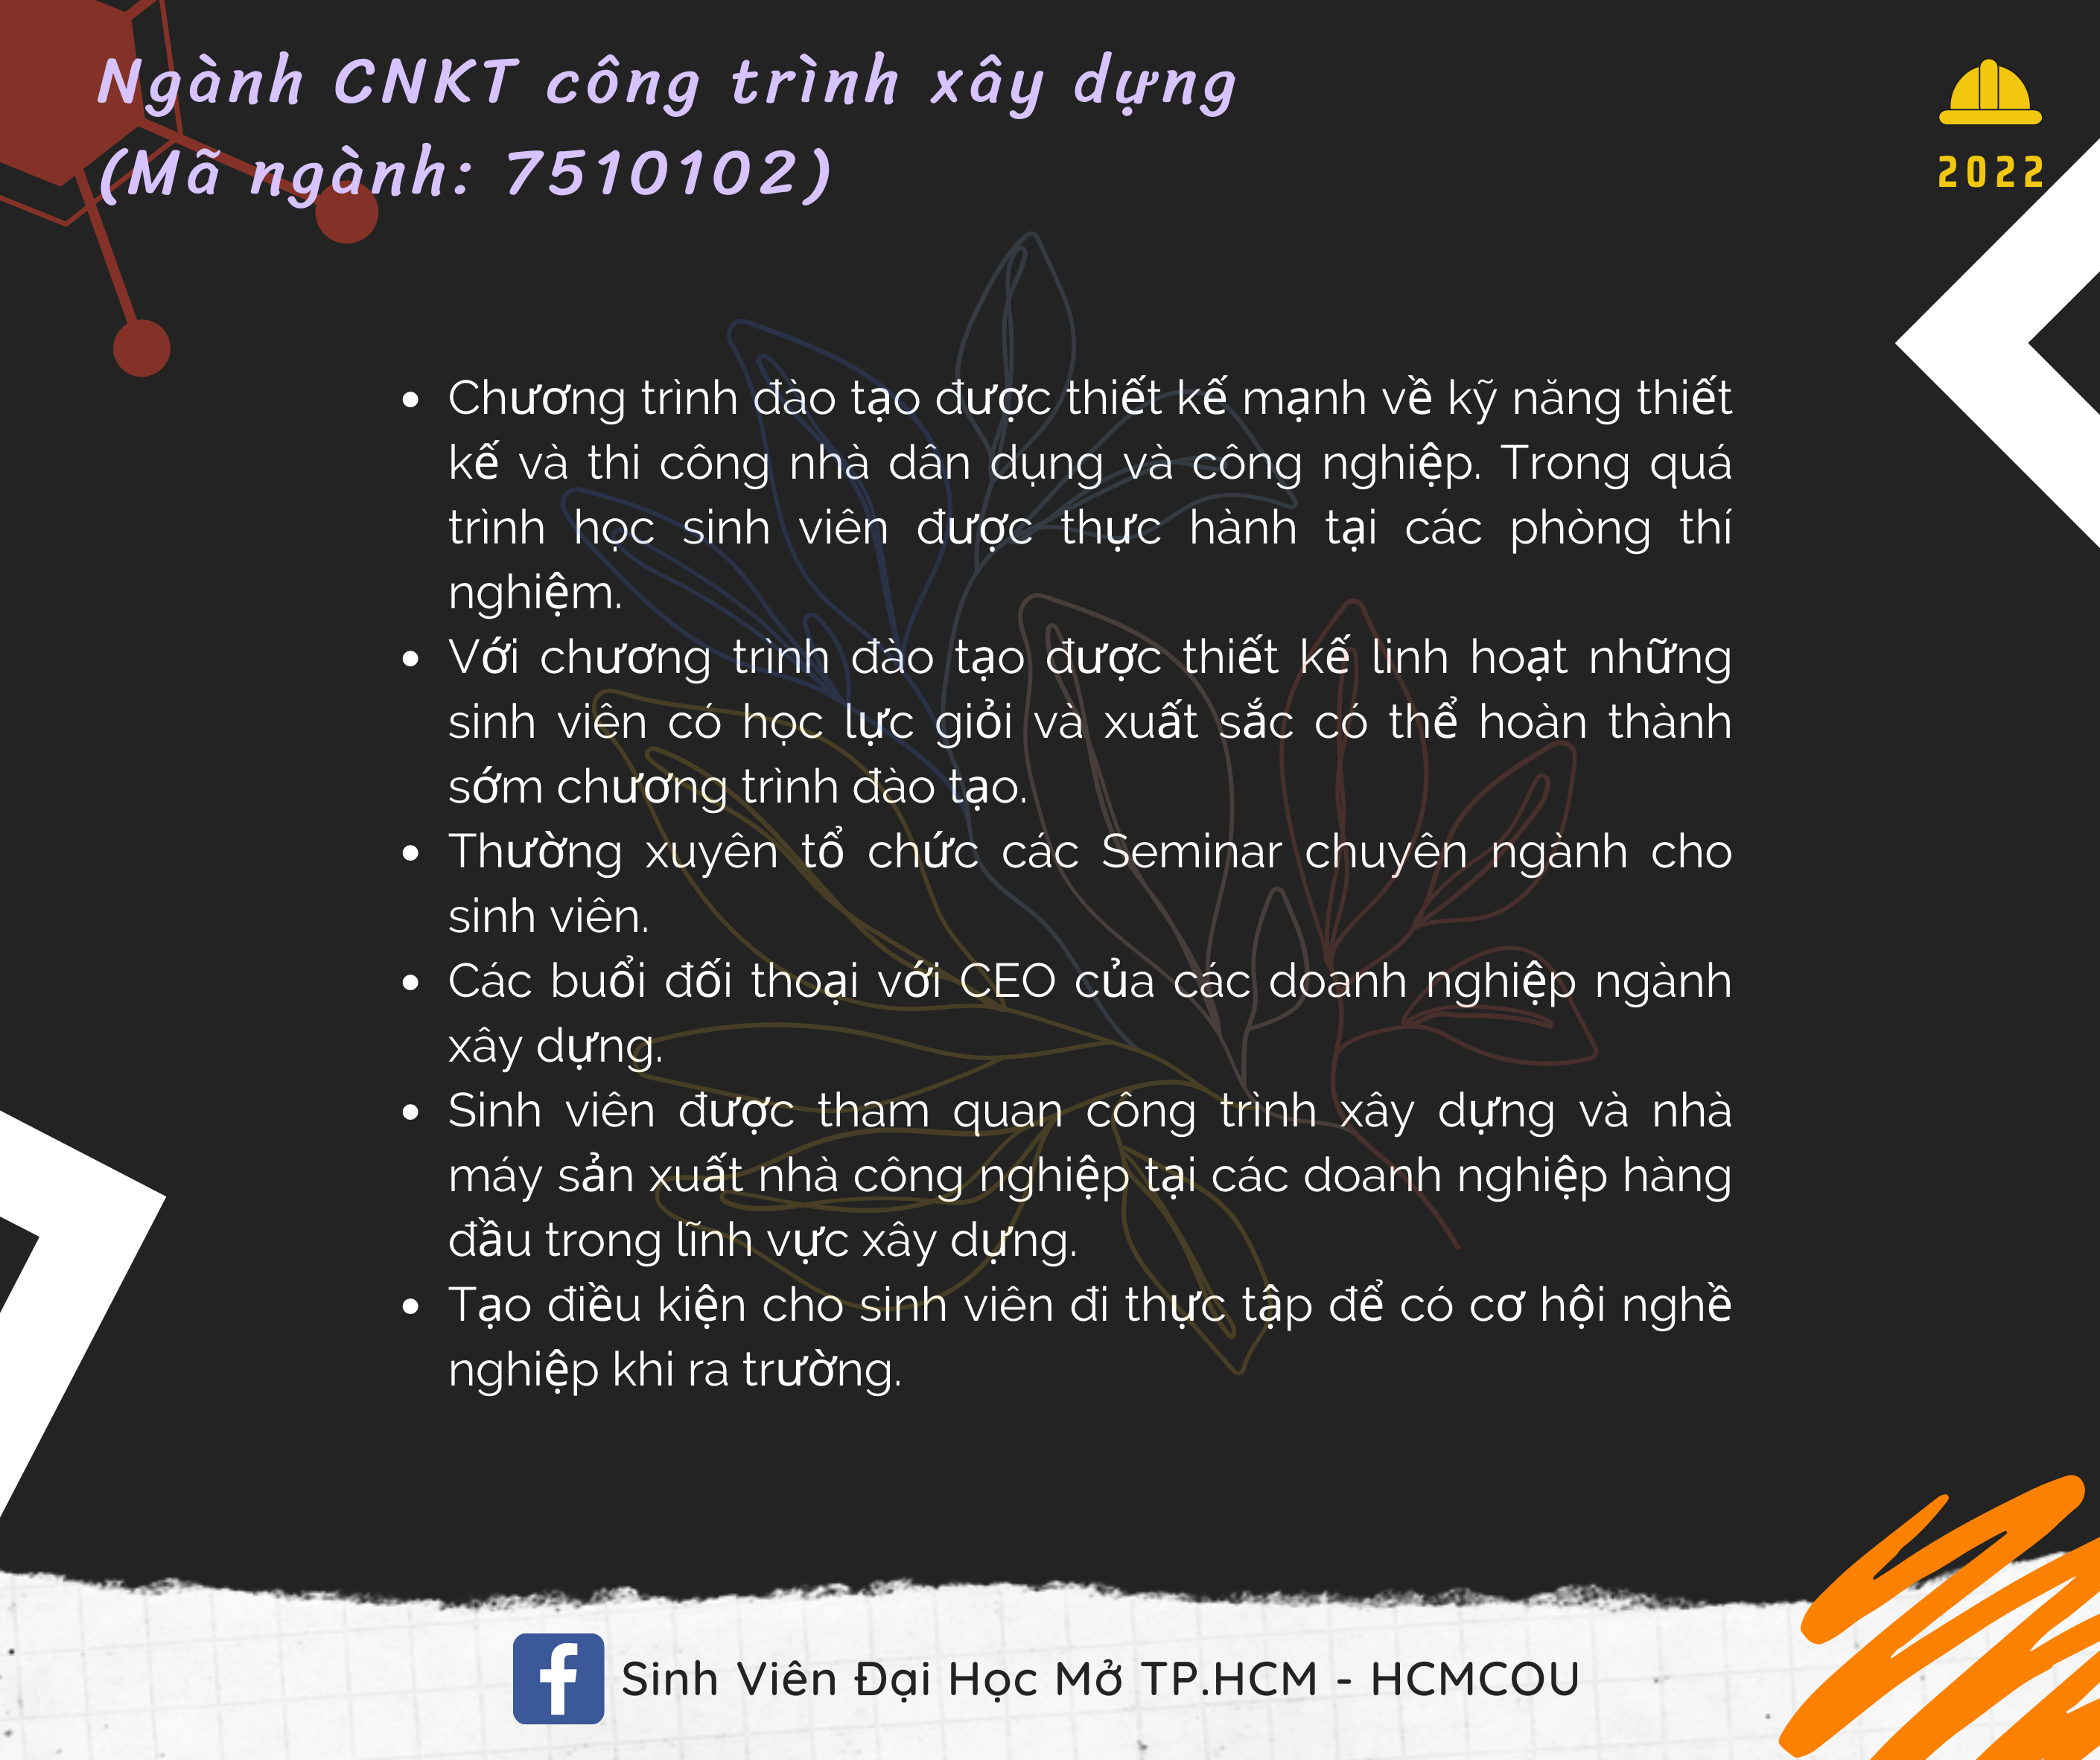 Ngành CNKT công trình xây dựng
(Mã ngành: 7510102)
2022
• Chương trình đào tạo được thiết kế mạnh về kỹ năng thiết
kế và thi công nhà dân dụng và công nghiệp. Trong quá
trình học sinh viên được thực hành tại các phòng thí
nghiệm.
• Với chương trình đào tạo được thiết kế linh hoạt những
sinh viên có học lực giỏi và xuất sắc có thể hoàn thành
sớm chương trình đào tạo.
• Thường xuyên tổ chức các Seminar chuyên ngành cho
sinh viên.
• Các buổi đối thoại với CEO của các doanh nghiệp ngành
xây dựng.
• Sinh viên được tham quan công trình xây dựng và nhà
máy sản xuất nhà công nghiệp tại các doanh nghiệp hàng
đầu trong lĩnh vực xây dựng.
• Tạo điều kiện cho sinh viên đi thực tập để có cơ hội nghề
nghiệp khi ra trường.
Sinh Viên Đại Học Mở TP.HCM - HCMCOU